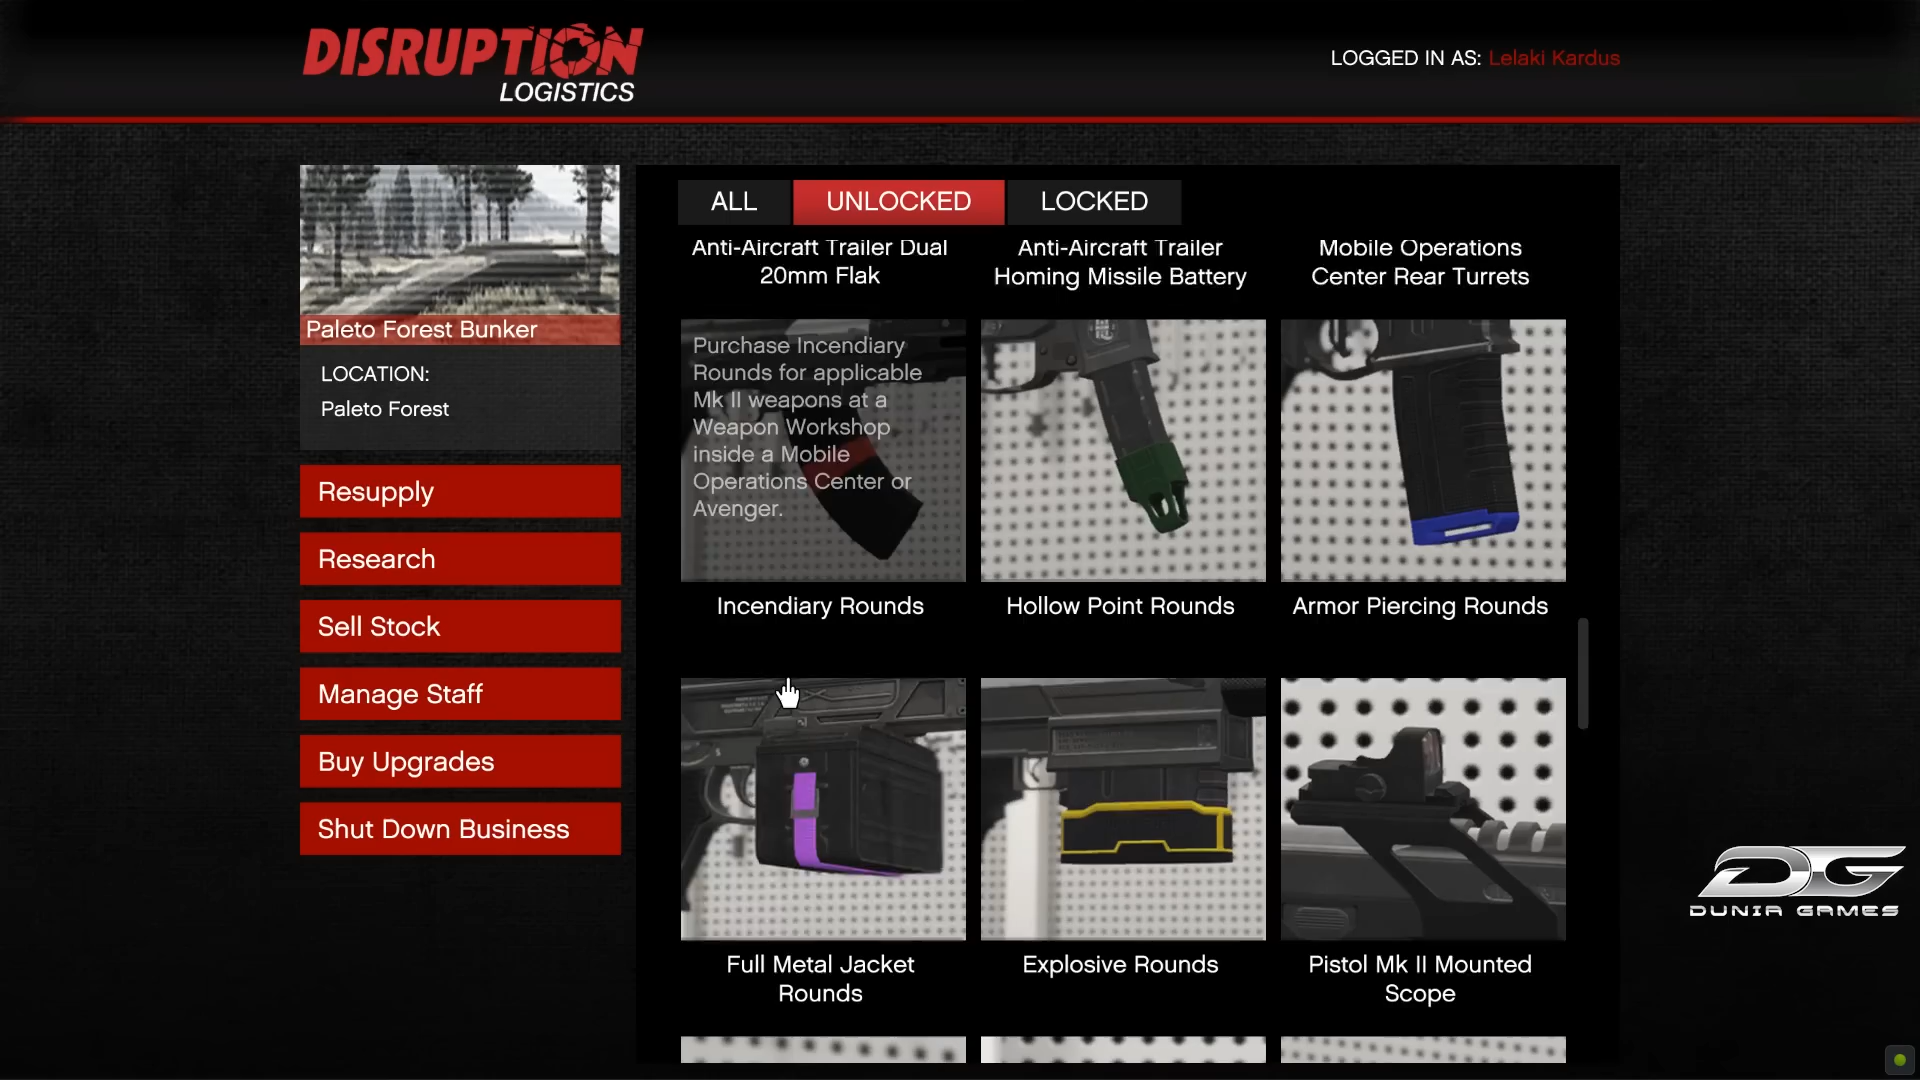 DISRUPTION
LOGISTICS
LOGGED IN AS: Lelaki Kardus
Paleto Forest Bunker
LOCATION:
Paleto Forest
Resupply
Research
Sell Stock
Manage Staff
Buy Upgrades
Shut Down Business
ALL
UNLOCKED
LOCKED
Anti-Aircraft Trailer Dual
20mm Flak
Anti-Aircraft Trailer
Homing Missile Battery
Mobile Operations
Center Rear Turrets
Purchase Incendiary
Rounds for applicable
Mk II weapons at a
Weapon Workshop
inside a Mobile
Operations Center or
Avenger.
Incendiary Rounds
Hollow Point Rounds
Armor Piercing Rounds
Full Metal Jacket
Rounds
Explosive Rounds
Pistol Mk II Mounted
Scope
DG
DUNIA GAMES